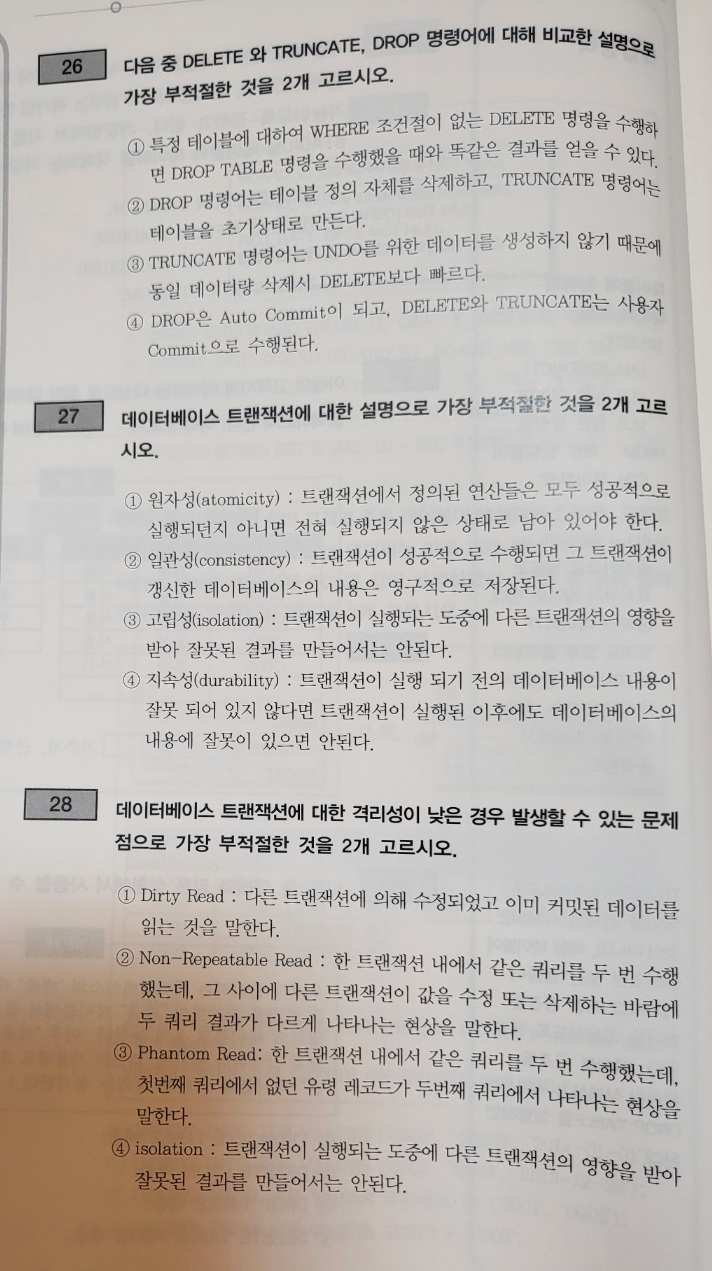 26
다음 중 DELETE 와 TRUNCATE, DROP 명령어에 대해 비교한 설명으로
가장 부적절한 것을 2개 고르시오.
① 특정 테이블에 대하여 WHERE 조건절이 없는 DELETE 명령을 수행하
면 DROP TABLE 명령을 수행했을 때와 똑같은 결과를 얻을 수 있다.
② DROP 명령어는 테이블 정의 자체를 삭제하고, TRUNCATE 명령어는
테이블을 초기상태로 만든다.
③ TRUNCATE 명령어는 UNDO를 위한 데이터를 생성하지 않기 때문에
동일 데이터량 삭제시 DELETE보다 빠르다.
④ DROP은 Auto Commit이 되고, DELETE와 TRUNCATE는 사용자
Commit으로 수행된다.
27
데이터베이스 트랜잭션에 대한 설명으로 가장 부적절한 것을 2개 고르
시오.
① 원자성(atomicity) : 트랜잭션에서 정의된 연산들은 모두 성공적으로
실행되던지 아니면 전혀 실행되지 않은 상태로 남아 있어야 한다.
② 일관성(consistency) : 트랜잭션이 성공적으로 수행되면 그 트랜잭션이
갱신한 데이터베이스의 내용은 영구적으로 저장된다.
③ 고립성(isolation) : 트랜잭션이 실행되는 도중에 다른 트랜잭션의 영향을
받아 잘못된 결과를 만들어서는 안된다.
④ 지속성(durability) : 트랜잭션이 실행 되기 전의 데이터베이스 내용이
잘못 되어 있지 않다면 트랜잭션이 실행된 이후에도 데이터베이스의
내용에 잘못이 있으면 안된다.
28
데이터베이스 트랜잭션에 대한 격리성이 낮은 경우 발생할 수 있는 문제
점으로 가장 부적절한 것을 2개 고르시오.
① Dirty Read : 다른 트랜잭션에 의해 수정되었고 이미 커밋된 데이터를
읽는 것을 말한다.
② Non-Repeatable Read : 한 트랜잭션 내에서 같은 쿼리를 두 번 수행
했는데, 그 사이에 다른 트랜잭션이 값을 수정 또는 삭제하는 바람에
두 쿼리 결과가 다르게 나타나는 현상을 말한다.
③ Phantom Read: 한 트랜잭션 내에서 같은 쿼리를 두 번 수행했는데,
첫번째 쿼리에서 없던 유령 레코드가 두번째 쿼리에서 나타나는 현상을
말한다.
④ isolation : 트랜잭션이 실행되는 도중에 다른 트랜잭션의 영향을 받아
잘못된 결과를 만들어서는 안된다.